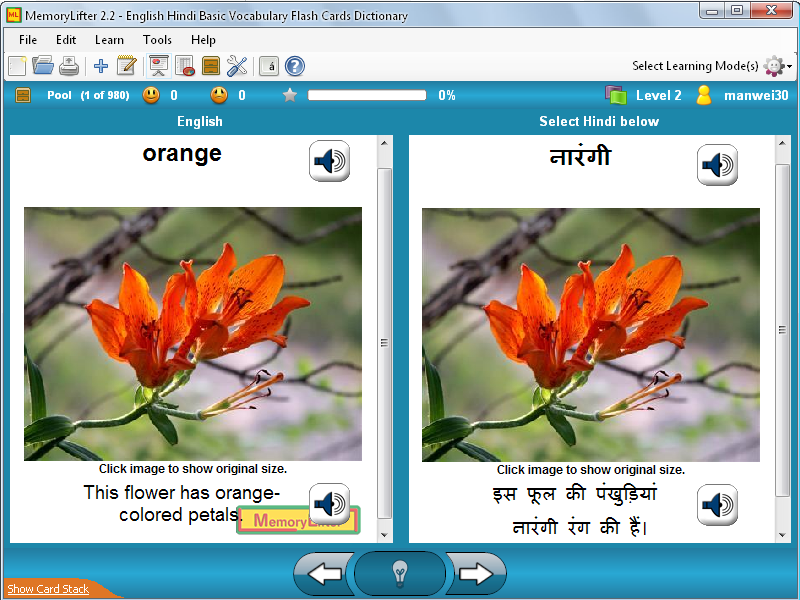 MemoryLifter 2.2 - English Hindi Basic Vocabulary Flash Cards Dictionary
File Edit Learn Tools Help
á ? Select Learning Mode(s)
Pool (1 of 980) 0 0 0% Level 2 manwei30
English
Select Hindi below
orange
नारंगी
Click image to show original size.
Click image to show original size.
This flower has orange-
colored petals.
MemoryLifter
इस फूल की पंखुड़ियां
नारंगी रंग की हैं।
Show Card Stack